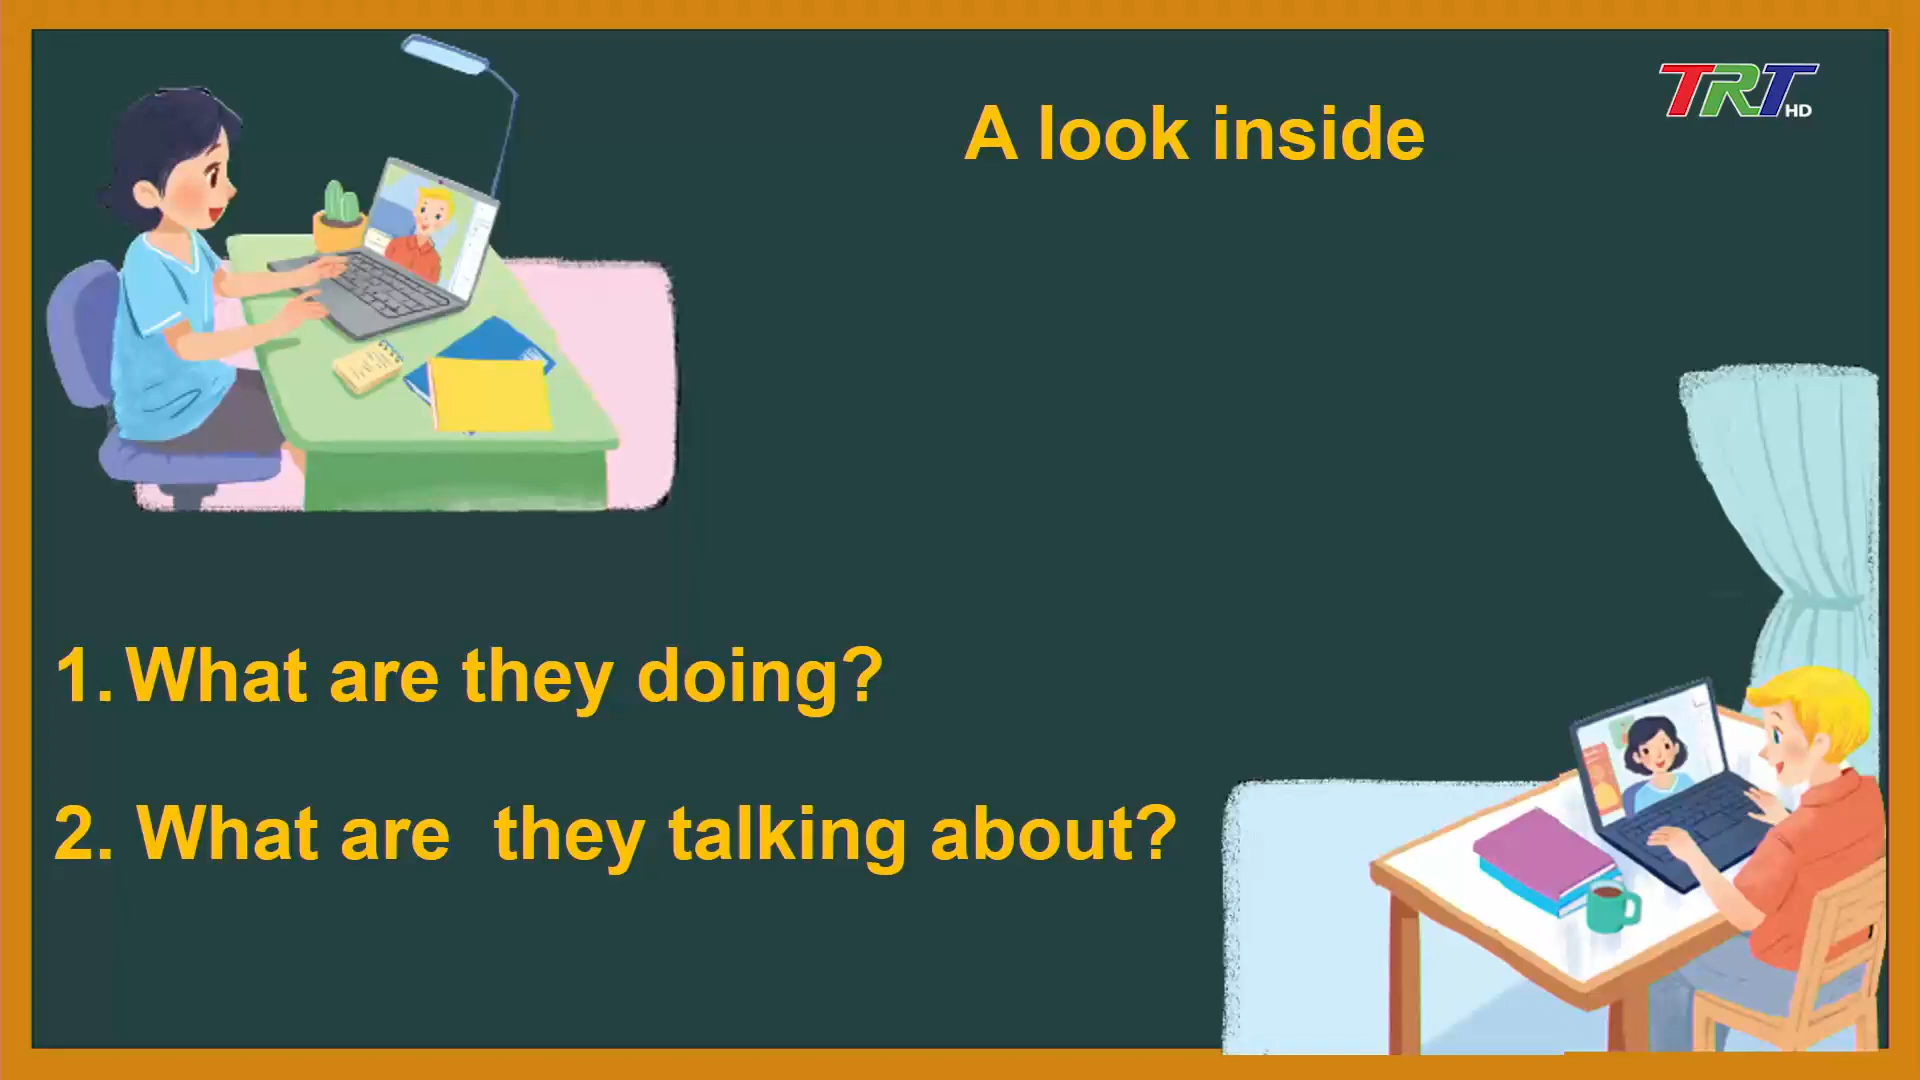 A look inside
TRT HD
1. What are they doing?
2. What are they talking about?